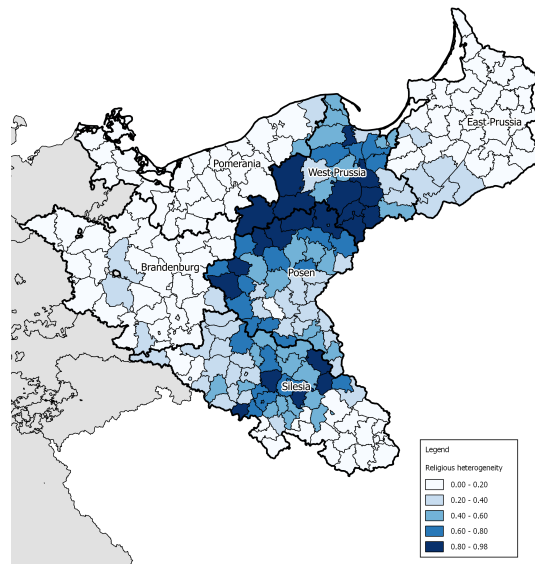 East-Prussia
Pomerania
West-Prussia
Brandenburg
Posen
Silesia
Legend
Religious heterogeneity
0.00 - 0.20
0.20 - 0.40
0.40 - 0.60
0.60 - 0.80
0.80 - 0.98